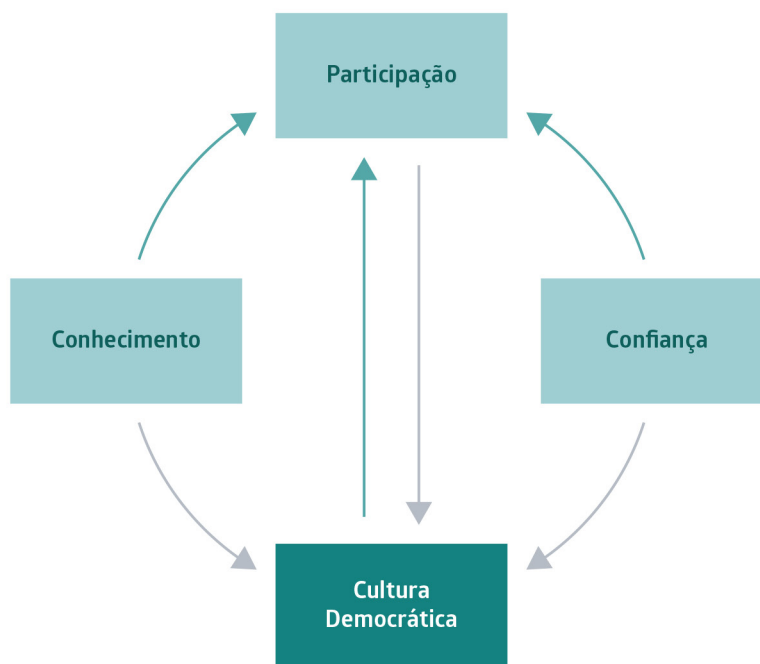 Participação
Conhecimento
Confiança
Cultura
Democrática